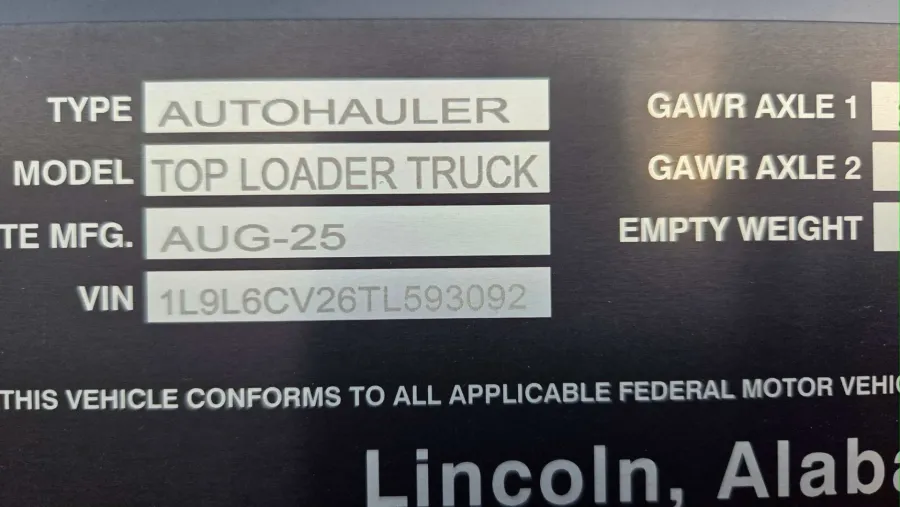 TYPE AUTOHAULER GAWR AXLE 1
MODEL TOP LOADER TRUCK GAWR AXLE 2
TE MFG. AUG-25 EMPTY WEIGHT
VIN 1L9L6CV26TL593092
THIS VEHICLE CONFORMS TO ALL APPLICABLE FEDERAL MOTOR VEHIC
Lincoln, Alaba